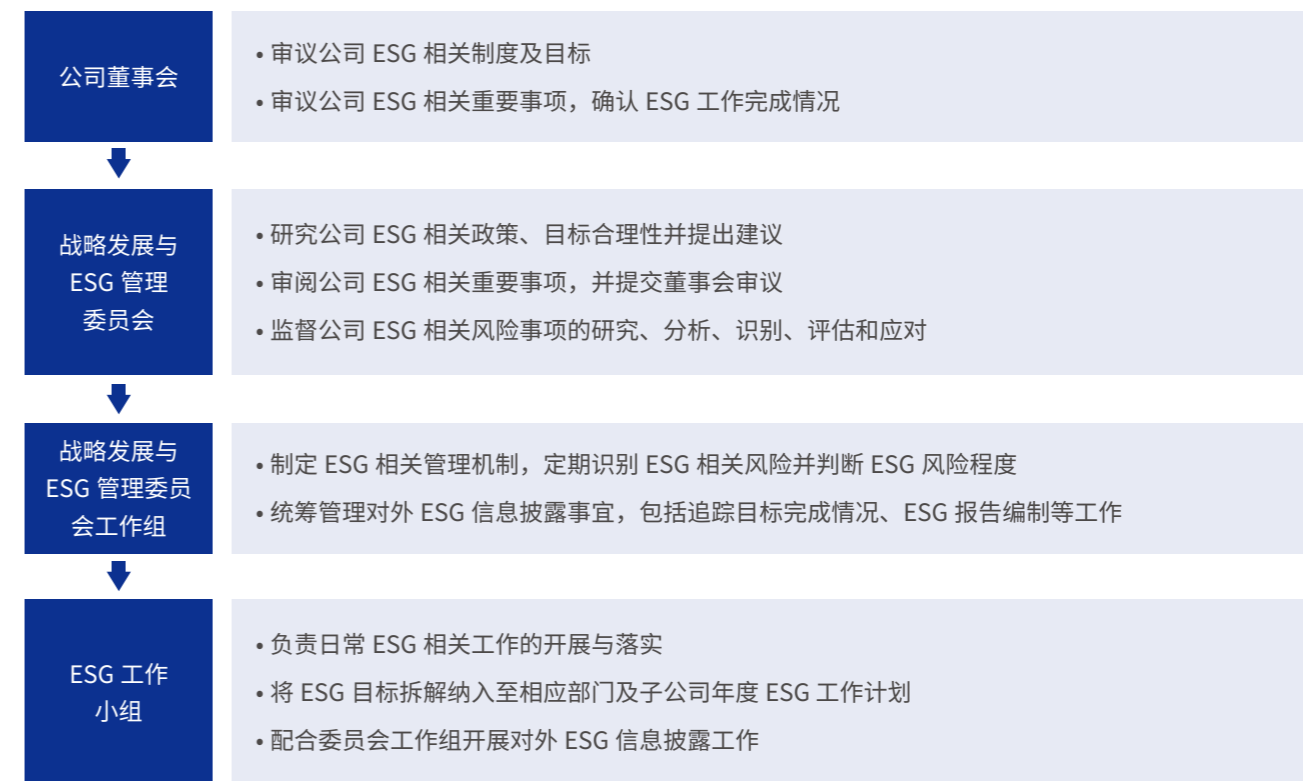 公司董事会
• 审议公司 ESG 相关制度及目标
• 审议公司 ESG 相关重要事项，确认 ESG 工作完成情况
战略发展与
ESG 管理
委员会
• 研究公司 ESG 相关政策、目标合理性并提出建议
• 审阅公司 ESG 相关重要事项，并提交董事会审议
• 监督公司 ESG 相关风险事项的研究、分析、识别、评估和应对
战略发展与
ESG 管理委员
会工作组
• 制定 ESG 相关管理机制，定期识别 ESG 相关风险并判断 ESG 风险程度
• 统筹管理对外 ESG 信息披露事宜，包括追踪目标完成情况、ESG 报告编制等工作
ESG 工作
小组
• 负责日常 ESG 相关工作的开展与落实
• 将 ESG 目标拆解纳入至相应部门及子公司年度 ESG 工作计划
• 配合委员会工作组开展对外 ESG 信息披露工作